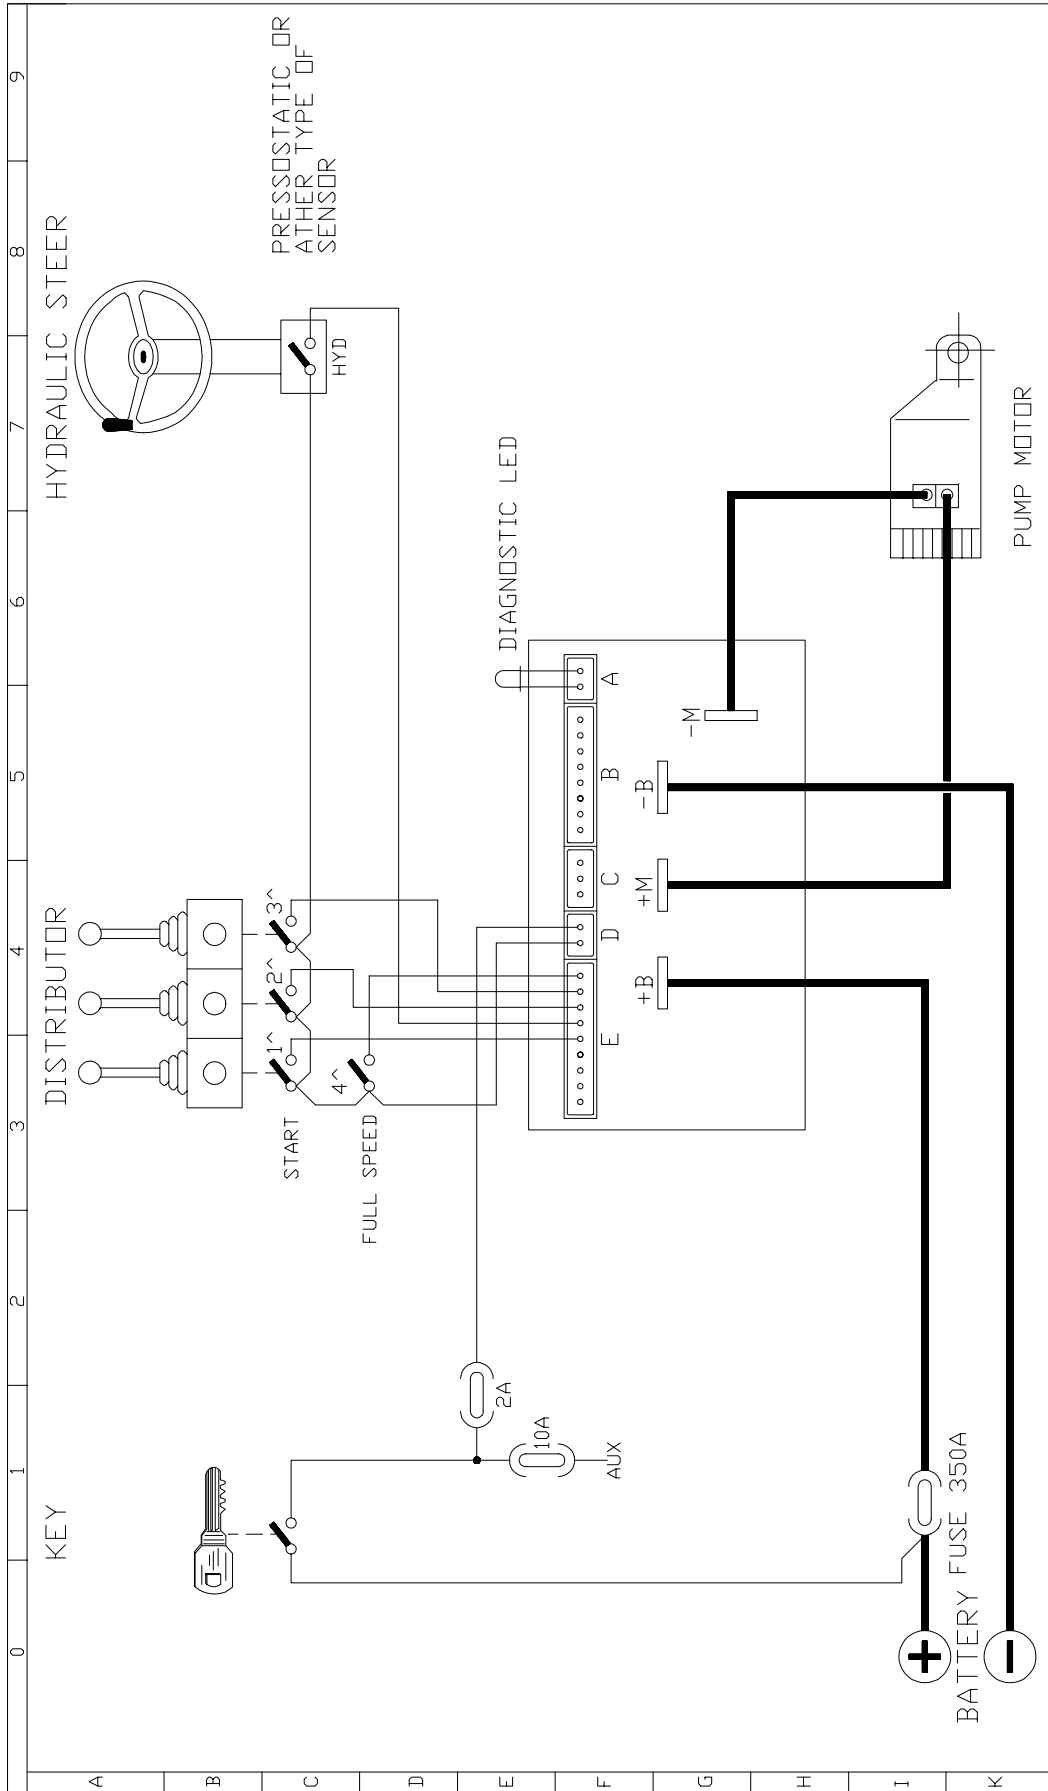 0 1 2 3 4 5 6 7 8 9
A
B
C
D
E
F
G
H
I
K
KEY
DISTRIBUTOR
HYDRAULIC STEER
1^ 2^ 3^
START
4^
FULL SPEED
HYD
PRESSOSTATIC OR
ATHER TYPE OF
SENSOR
2A
10A
AUX
DIAGNOSTIC LED
E D C B A
+B +M -B -M
FUSE 350A
BATTERY
PUMP MOTOR